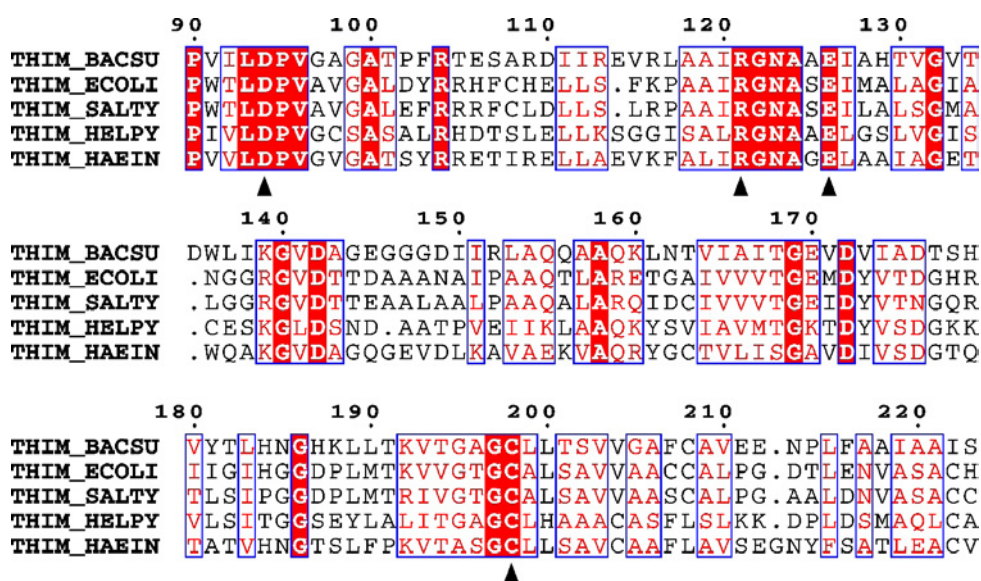 90 100 110 120 130
THIM_BACSU PVILDPVGAGATPFRTESARDIIREVRLAAIRGNAAEIAHTVGVT
THIM_ECOLI PWTLDPVAVGALDYRRHFCHELLS.FKPAAIRGNASEIMALAGIA
THIM_SALTY PWTLDPVAVGALEFRRRFCLDLLS.LRPAAIRGNASEILALSGMA
THIM_HELPY PIVLDPVGCSASALRHDTSLELLKSGGISALRGNAAELGSLVGIS
THIM_HAEIN PVVLDPVGVGATSYRRETIRELLAEVKFALIRGNAGELAAIAGET
140 150 160 170
THIM_BACSU DWLIKGVDAGEGGGDIIRLAQQAAQKLNTVIAITGEVDVIADTSH
THIM_ECOLI .NGGRGVDTTDAAANAIPAAQTLARETGAIVVVTGEMDYVTDGHR
THIM_SALTY .LGGRGVDTTEAALAALPAAQALARQIDCIVVVTGEIDYVTNGQR
THIM_HELPY .CESKGLDSND.AATPVEIIKLAAQKYSVIAVMTGKTDYVSDGKK
THIM_HAEIN .WQAKGVDAGQGEVDLKAVAEKVAQRYGCTVLISGAVDIVSDGTQ
180 190 200 210 220
THIM_BACSU VYTLHNGHKLLTKVTGAGCLLTSVVGAFCAVEE.NPLFAAIAAIS
THIM_ECOLI IIGIHGGDPLMTKVVGTGCALSAVVAACCALPG.DTLENVASACH
THIM_SALTY TLSIPGGDPLMTRIVGTGCALSAVVAASCALPG.AALDNVASACC
THIM_HELPY VLSITGGSEYLALITGAGCLHAAACASFLSLKK.DPLDSMAQLCA
THIM_HAEIN TATVHNGTSLFPKVTASGCLLSAVCAAFLAVSEGNYFSATLEACV